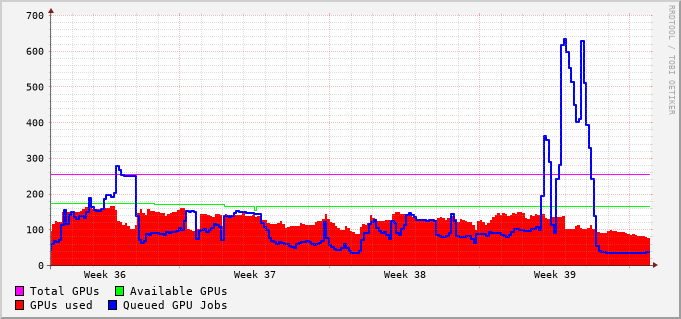 700
600
500
400
300
200
100
0
Week 36 Week 37 Week 38 Week 39
Total GPUs Available GPUs
GPUs used Queued GPU Jobs
RRDTOOL / TOBI OETIKER